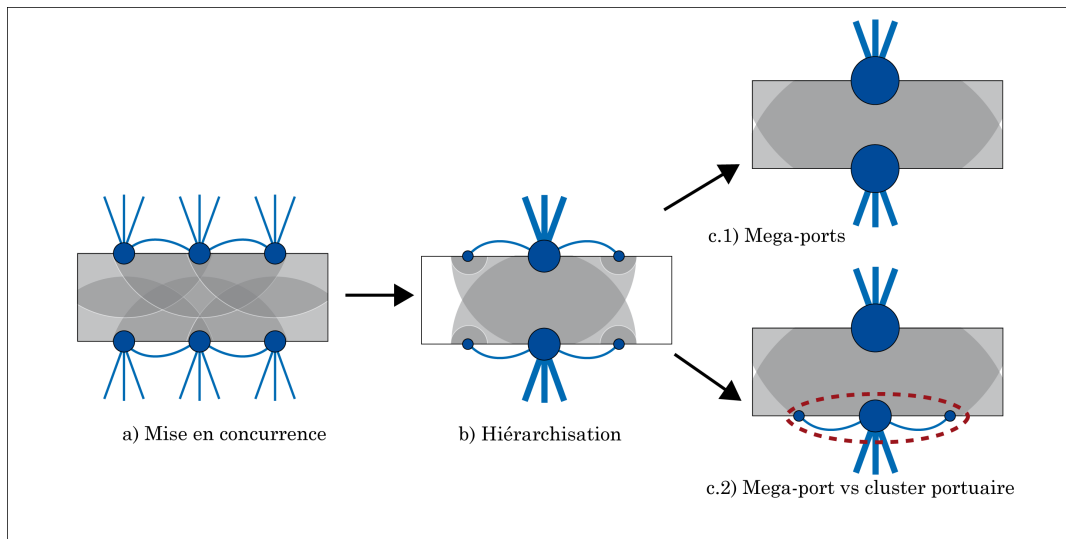 a) Mise en concurrence
b) Hiérarchisation
c.1) Mega-ports
c.2) Mega-port vs cluster portuaire